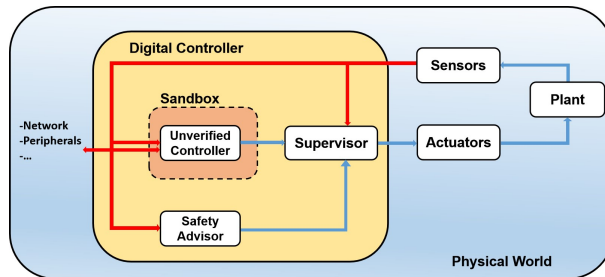 Digital Controller
Sensors
Sandbox
Plant
-Network
-Peripherals
-...
Unverified
Controller
Supervisor
Actuators
Safety
Advisor
Physical World